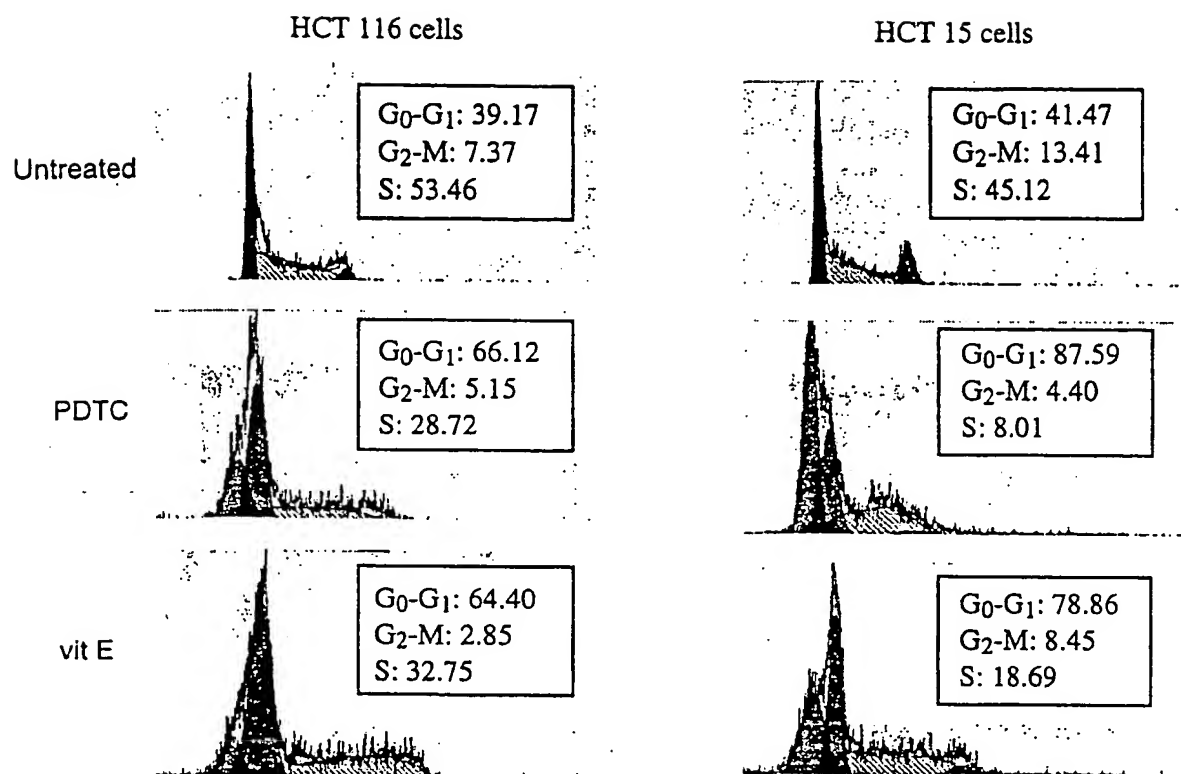 HCT 116 cells
HCT 15 cells
Untreated
G0-G1: 39.17
G2-M: 7.37
S: 53.46
G0-G1: 41.47
G2-M: 13.41
S: 45.12
PDTC
G0-G1: 66.12
G2-M: 5.15
S: 28.72
G0-G1: 87.59
G2-M: 4.40
S: 8.01
vit E
G0-G1: 64.40
G2-M: 2.85
S: 32.75
G0-G1: 78.86
G2-M: 8.45
S: 18.69